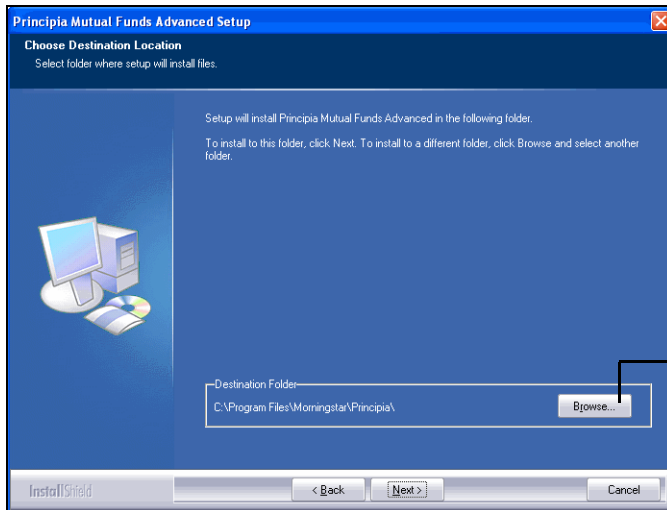 Principia Mutual Funds Advanced Setup
Choose Destination Location
Select folder where setup will install files.
Setup will install Principia Mutual Funds Advanced in the following folder.
To install to this folder, click Next. To install to a different folder, click Browse and select another
folder.
Destination Folder
C:\Program Files\Morningstar\Principia\
Browse...
InstallShield
< Back
Next >
Cancel